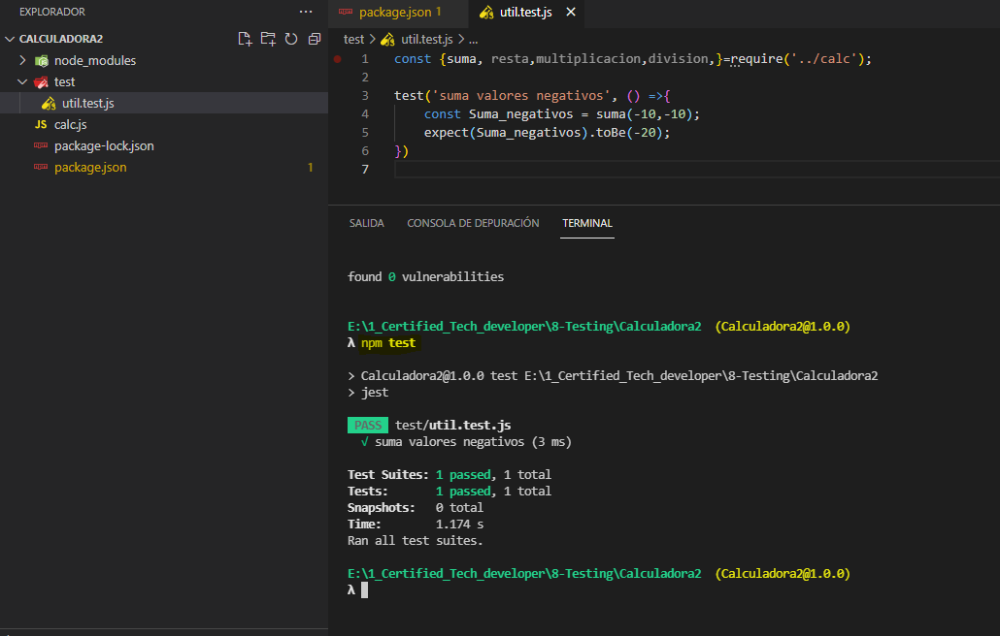 EXPLORADOR
CALCULADORA2
node_modules
test
util.test.js
JS calc.js
package-lock.json
package.json 1
package.json 1
util.test.js
test > util.test.js > ...
1 const {suma, resta,multiplicacion,division,}=require('../calc');
2
3 test('suma valores negativos', () =>{
4 const Suma_negativos = suma(-10,-10);
5 expect(Suma_negativos).toBe(-20);
6 })
7
SALIDA CONSOLA DE DEPURACIÓN TERMINAL
found 0 vulnerabilities
E:\1_Certified_Tech_developer\8-Testing\Calculadora2 (Calculadora2@1.0.0)
λ npm test
> Calculadora2@1.0.0 test E:\1_Certified_Tech_developer\8-Testing\Calculadora2
> jest
PASS test/util.test.js
√ suma valores negativos (3 ms)
Test Suites: 1 passed, 1 total
Tests: 1 passed, 1 total
Snapshots: 0 total
Time: 1.174 s
Ran all test suites.
E:\1_Certified_Tech_developer\8-Testing\Calculadora2 (Calculadora2@1.0.0)
λ